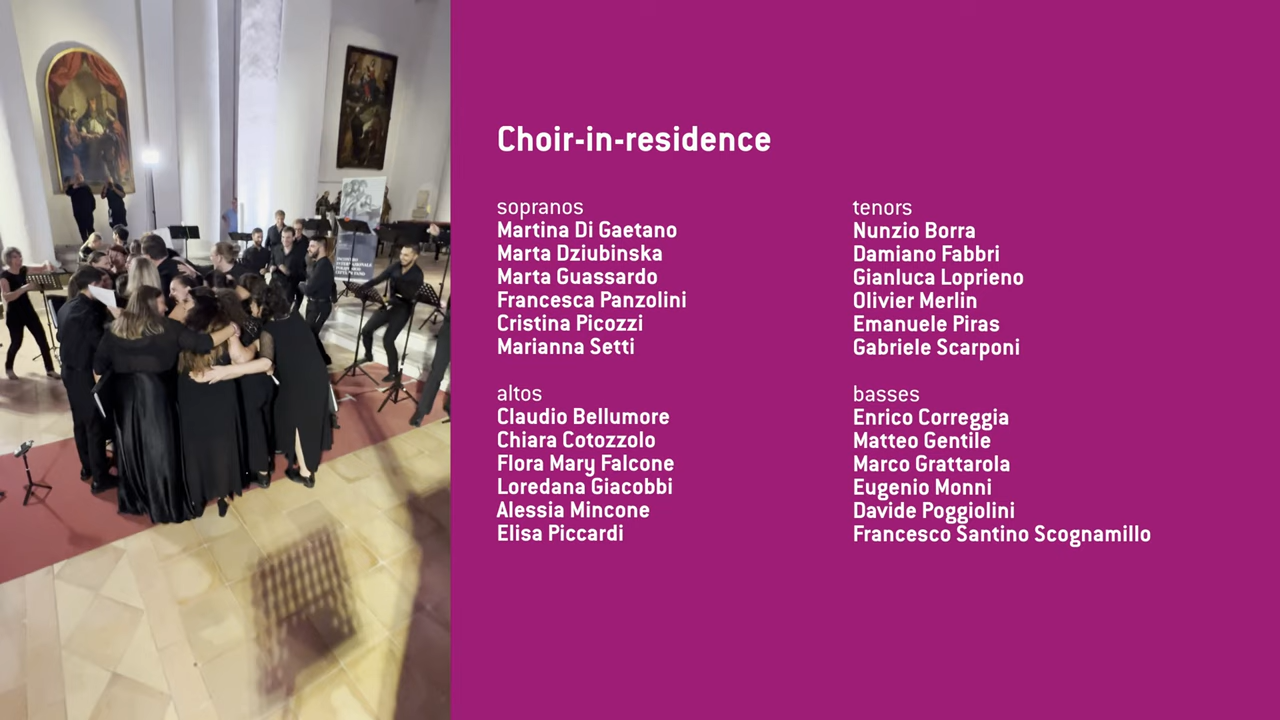 Choir-in-residence
sopranos
Martina Di Gaetano
Marta Dziubinska
Marta Guassardo
Francesca Panzolini
Cristina Picozzi
Marianna Setti
altos
Claudio Bellumore
Chiara Cotozzolo
Flora Mary Falcone
Loredana Giacobbi
Alessia Mincone
Elisa Piccardi
tenors
Nunzio Borra
Damiano Fabbri
Gianluca Loprieno
Olivier Merlin
Emanuele Piras
Gabriele Scarponi
basses
Enrico Correggia
Matteo Gentile
Marco Grattarola
Eugenio Monni
Davide Poggiolini
Francesco Santino Scognamillo